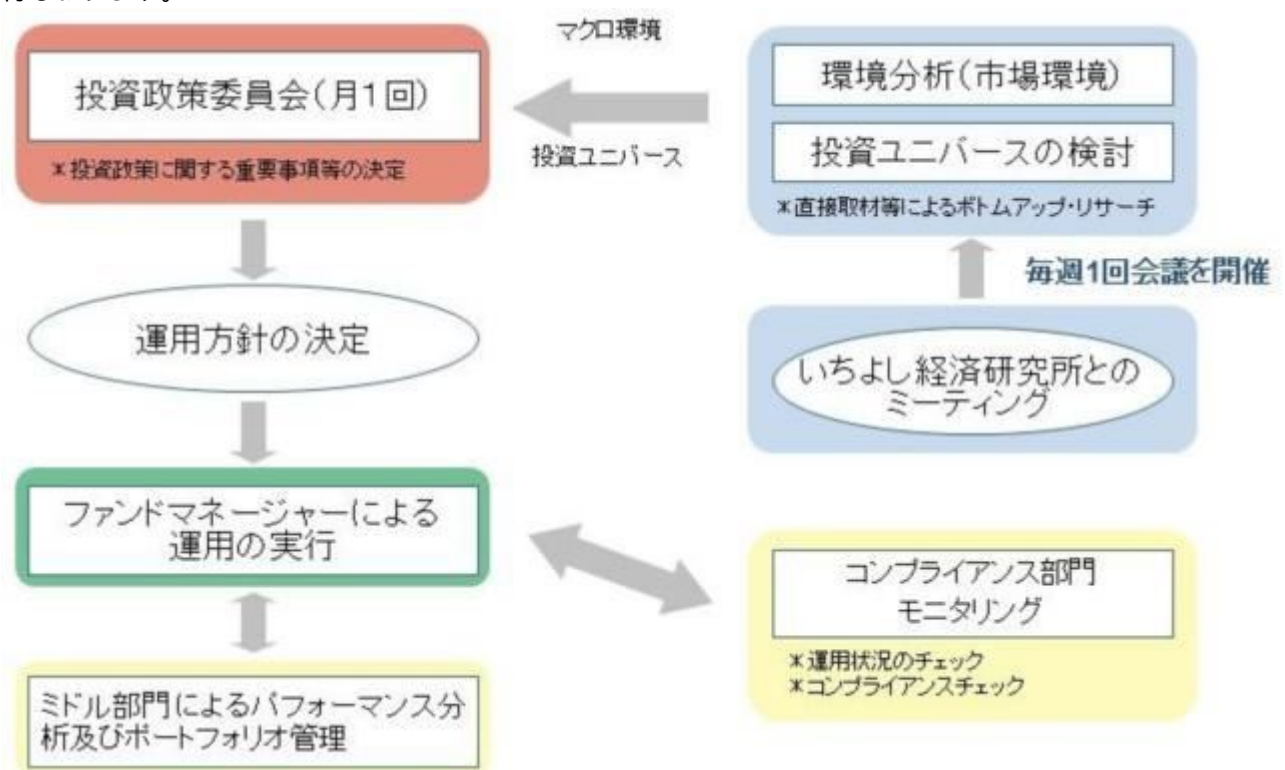 マクロ環境
投資政策委員会(月1回)
*投資政策に関する重要事項等の決定
投資ユニバース
環境分析(市場環境)
投資ユニバースの検討
*直接取材等によるボトムアップ・リサーチ
毎週1回会議を開催
いちよし経済研究所との
ミーティング
運用方針の決定
ファンドマネージャーによる
運用の実行
コンプライアンス部門
モニタリング
*運用状況のチェック
*コンプライアンスチェック
ミドル部門によるパフォーマンス分
析及びポートフォリオ管理